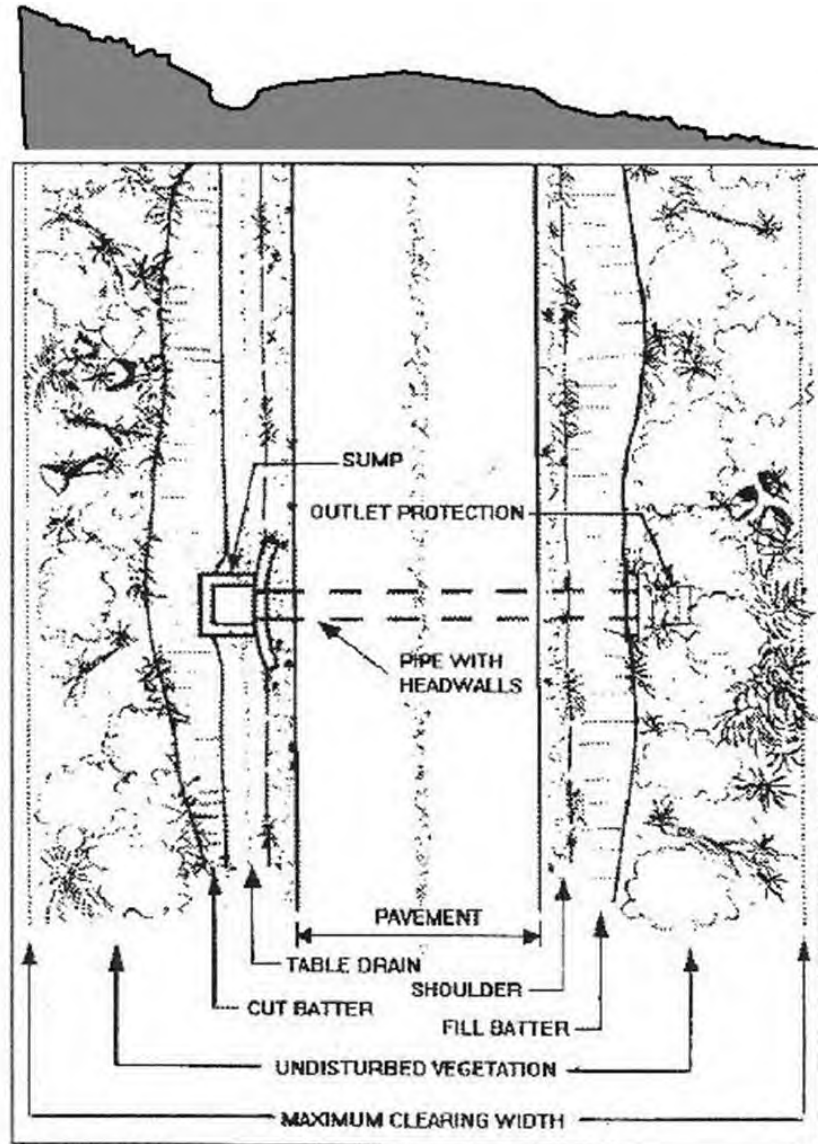 SUMP
OUTLET PROTECTION
PIPE WITH
HEADWALLS
PAVEMENT
TABLE DRAIN
SHOULDER
CUT BATTER
FILL BATTER
UNDISTURBED VEGETATION
MAXIMUM CLEARING WIDTH